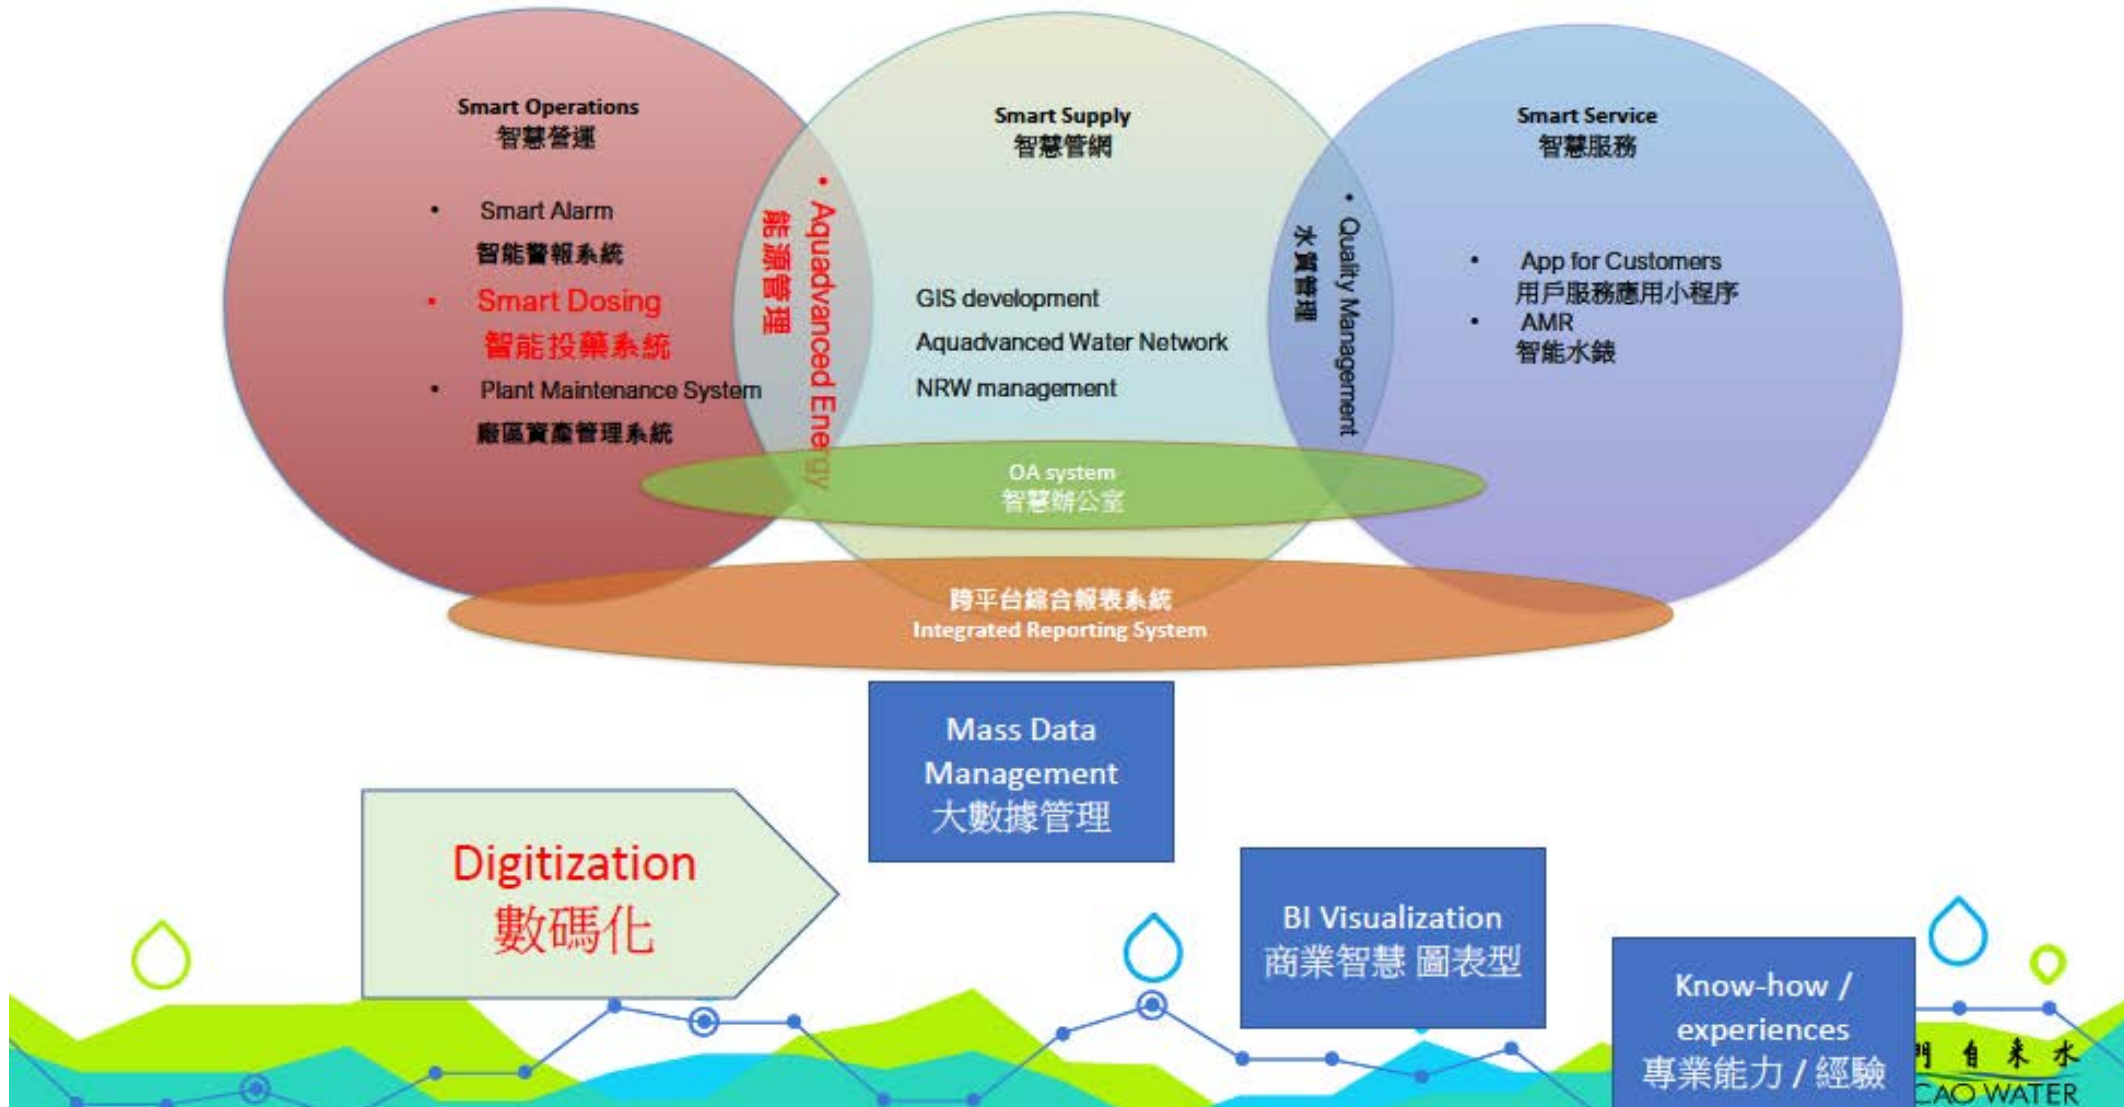 Smart Operations
智慧營運
• Smart Alarm
智能警報系統
• Smart Dosing
智能投藥系統
• Plant Maintenance System
廠區資產管理系統
• Aquadvanced Energy
能源管理
Smart Supply
智慧管網
GIS development
Aquadvanced Water Network
NRW management
• Quality Management
水質管理
Smart Service
智慧服務
• App for Customers
用戶服務應用小程序
• AMR
智能水錶
OA system
智慧辦公室
跨平台綜合報表系統
Integrated Reporting System
Mass Data
Management
大數據管理
Digitization
數碼化
BI Visualization
商業智慧 圖表型
Know-how /
experiences
專業能力 / 經驗
門自來水
CAO WATER